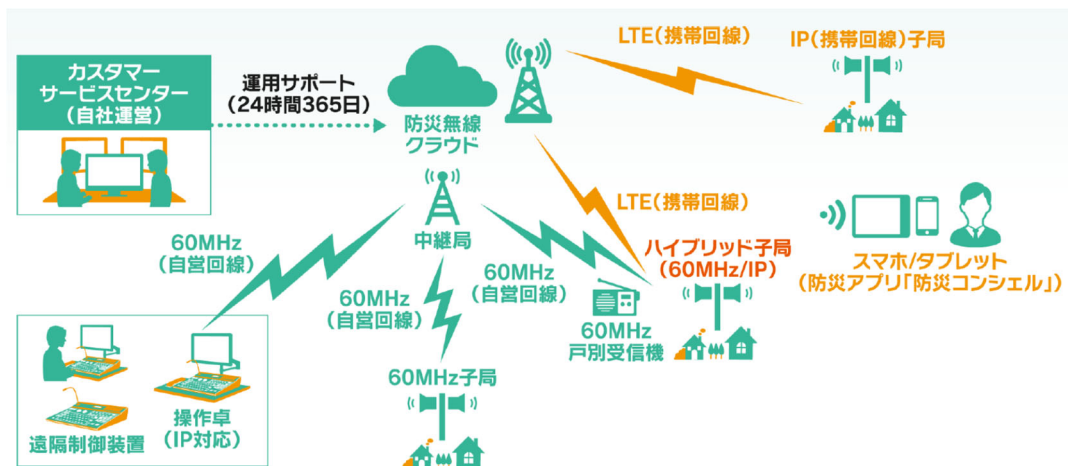 カスタマー
サービスセンター
(自社運営)
運用サポート
(24時間365日)
防災無線
クラウド
LTE(携帯回線)
IP(携帯回線)子局
中継局
LTE(携帯回線)
60MHz
(自営回線)
60MHz
(自営回線)
60MHz
(自営回線)
ハイブリッド子局
(60MHz/IP)
スマホ/タブレット
(防災アプリ「防災コンシェル」)
60MHz
戸別受信機
60MHz子局
遠隔制御装置
操作卓
(IP対応)